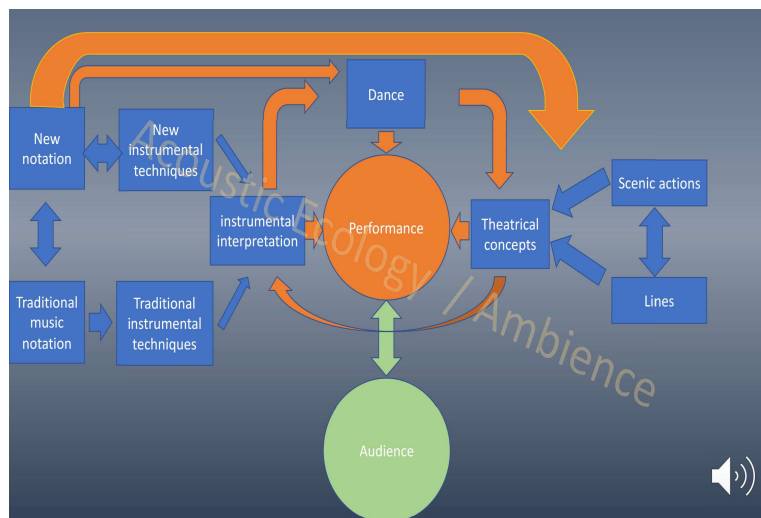 Dance
New
notation
New
instrumental
techniques
instrumental
interpretation
Performance
Theatrical
concepts
Scenic actions
Lines
Traditional
music
notation
Traditional
instrumental
techniques
Audience
Acoustic Ecology / Ambience